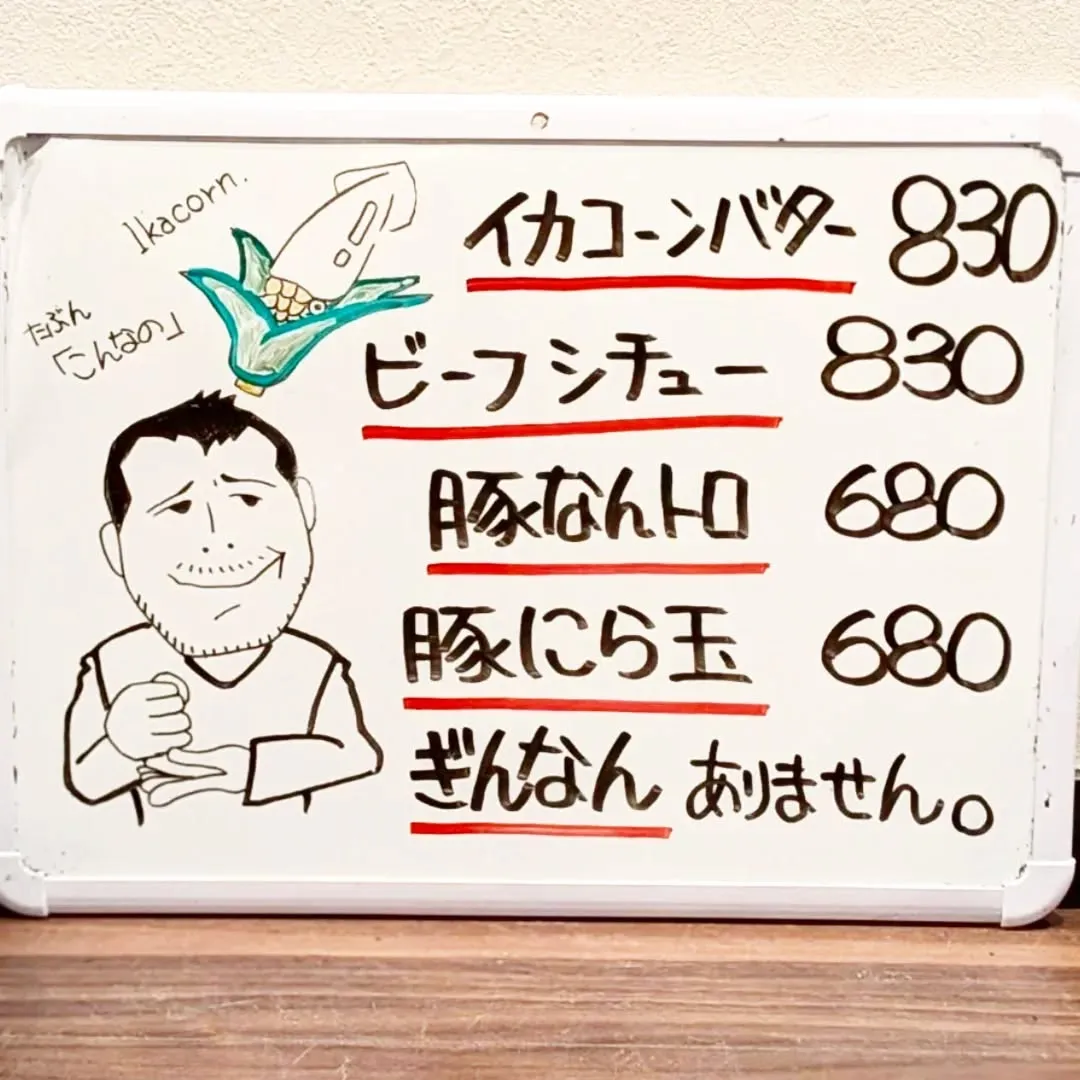 Ikacorn.
たぶん
「こんなの」
イカコーンバター 830
ビーフシチュー 830
豚なんトロ 680
豚にら玉 680
ぎんなん ありません。